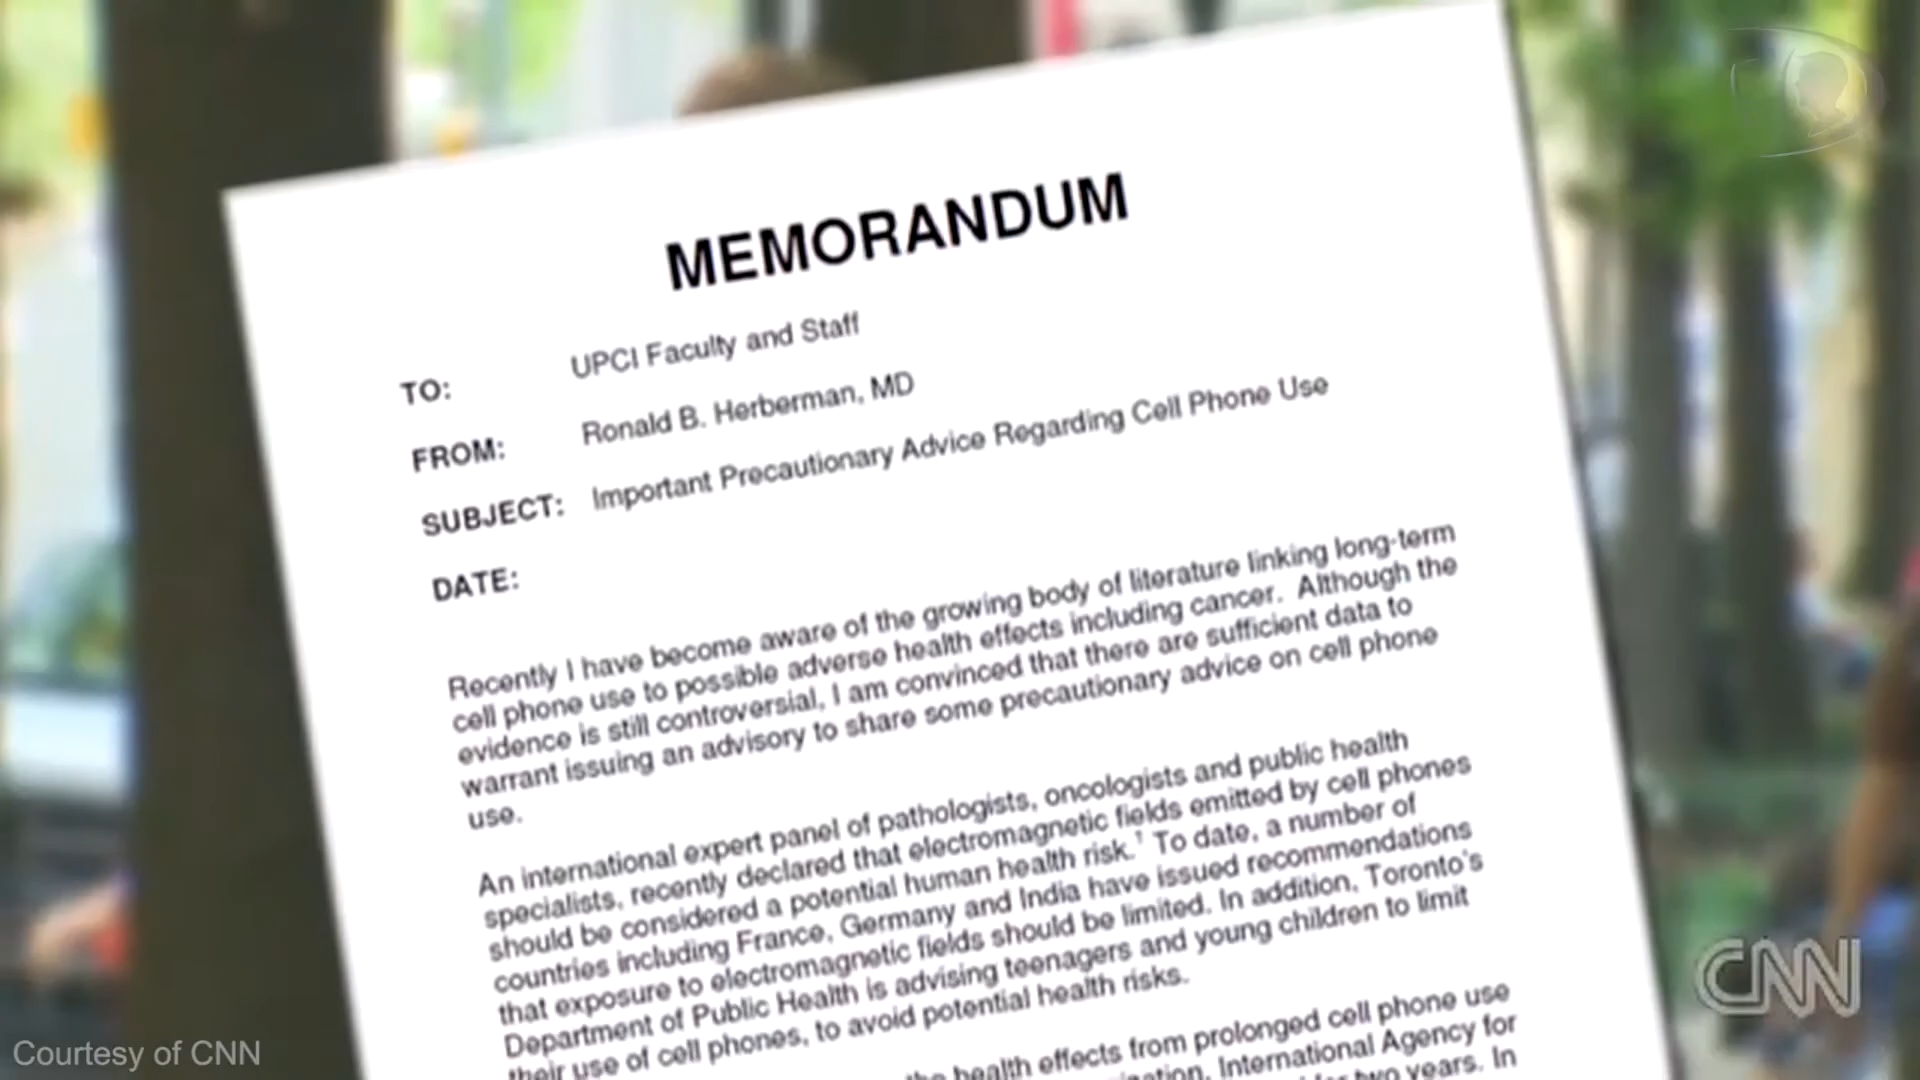 MEMORANDUM
TO: UPCI Faculty and Staff
FROM: Ronald B. Herberman, MD
SUBJECT: Important Precautionary Advice Regarding Cell Phone Use
DATE:
Recently I have become aware of the growing body of literature linking long-term
cell phone use to possible adverse health effects including cancer. Although the
evidence is still controversial, I am convinced that there are sufficient data to
warrant issuing an advisory to share some precautionary advice on cell phone
use.
An international expert panel of pathologists, oncologists and public health
specialists, recently declared that electromagnetic fields emitted by cell phones
should be considered a potential human health risk.¹ To date, a number of
countries including France, Germany and India have issued recommendations
that exposure to electromagnetic fields should be limited. In addition, Toronto's
Department of Public Health is advising teenagers and young children to limit
their use of cell phones, to avoid potential health risks.
the health effects from prolonged cell phone use
International Agency for
two years. In
CNN
Courtesy of CNN